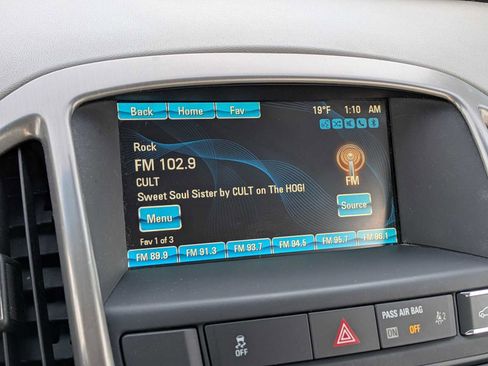 Back Home Fav 19°F 1:10 AM
Rock
FM 102.9
CULT
Sweet Soul Sister by CULT on The HOG!
FM
Menu Source
Fav 1 of 3
FM 89.9 FM 91.3 FM 93.7 FM 94.5 FM 95.7 FM 96.1
PASS AIR BAG
OFF ON OFF 2